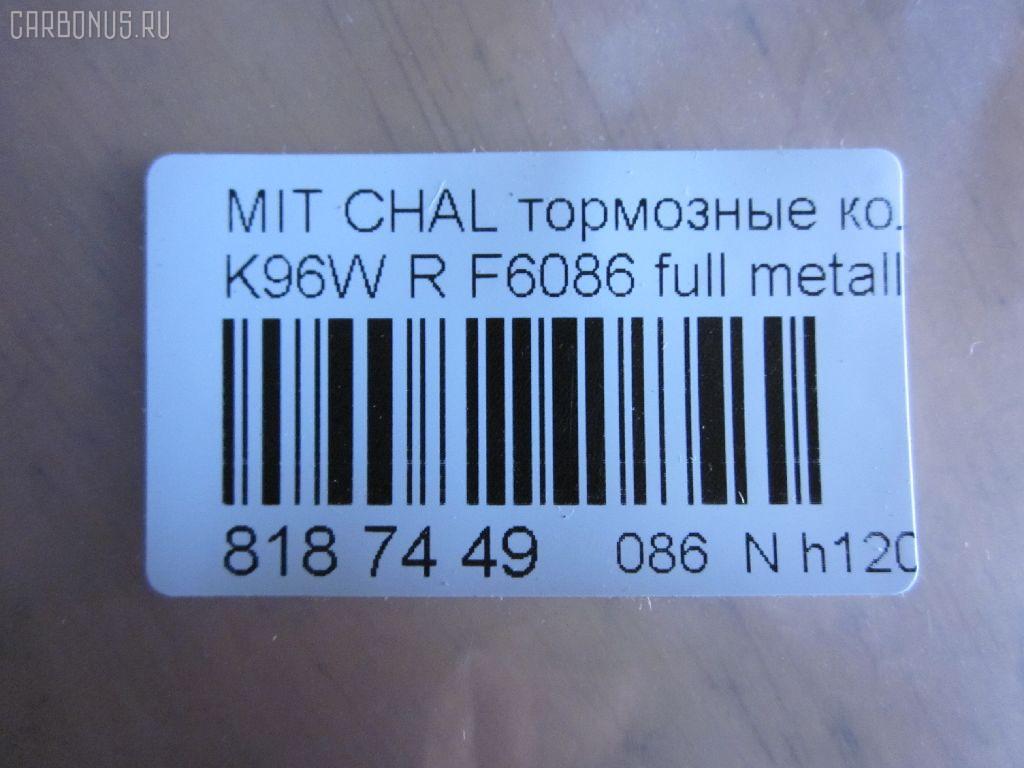 CARBONUS.RU
MIT CHAL тормозные ко
K96W R F6086 full metall
818 74 49 086 N h120